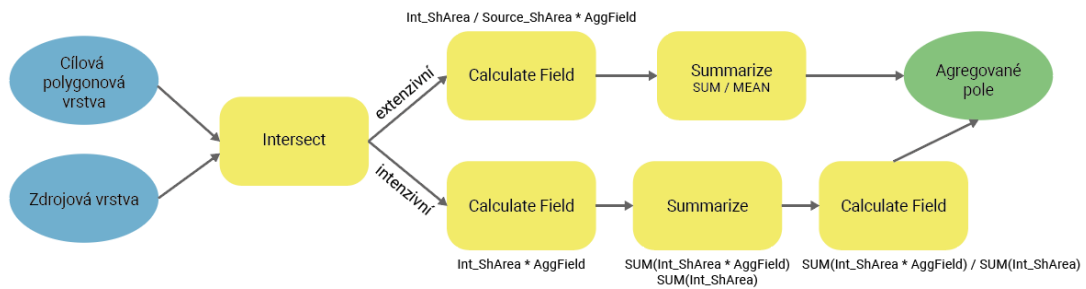 Int_ShArea / Source_ShArea * AggField
Cílová
polygonová
vrstva
Zdrojová vrstva
Intersect
extenzivní
intenzivní
Calculate Field
Summarize
SUM / MEAN
Agregované
pole
Calculate Field
Summarize
Calculate Field
Int_ShArea * AggField
SUM(Int_ShArea * AggField)
SUM(Int_ShArea)
SUM(Int_ShArea * AggField) / SUM(Int_ShArea)